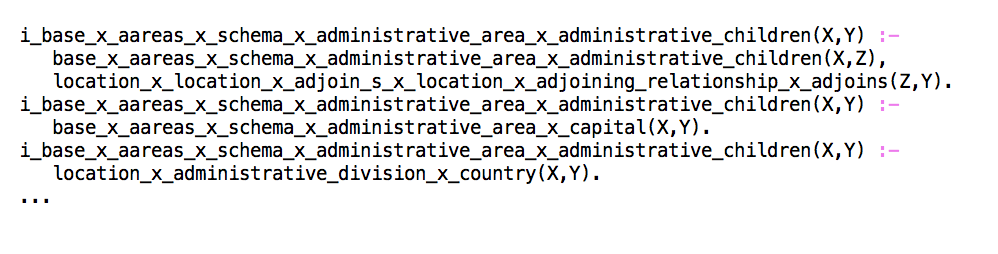 i_base_x_aareas_x_schema_x_administrative_area_x_administrative_children(X,Y) :-
base_x_aareas_x_schema_x_administrative_area_x_administrative_children(X,Z),
location_x_location_x_adjoin_s_x_location_x_adjoining_relationship_x_adjoins(Z,Y).
i_base_x_aareas_x_schema_x_administrative_area_x_administrative_children(X,Y) :-
base_x_aareas_x_schema_x_administrative_area_x_capital(X,Y).
i_base_x_aareas_x_schema_x_administrative_area_x_administrative_children(X,Y) :-
location_x_administrative_division_x_country(X,Y).
...